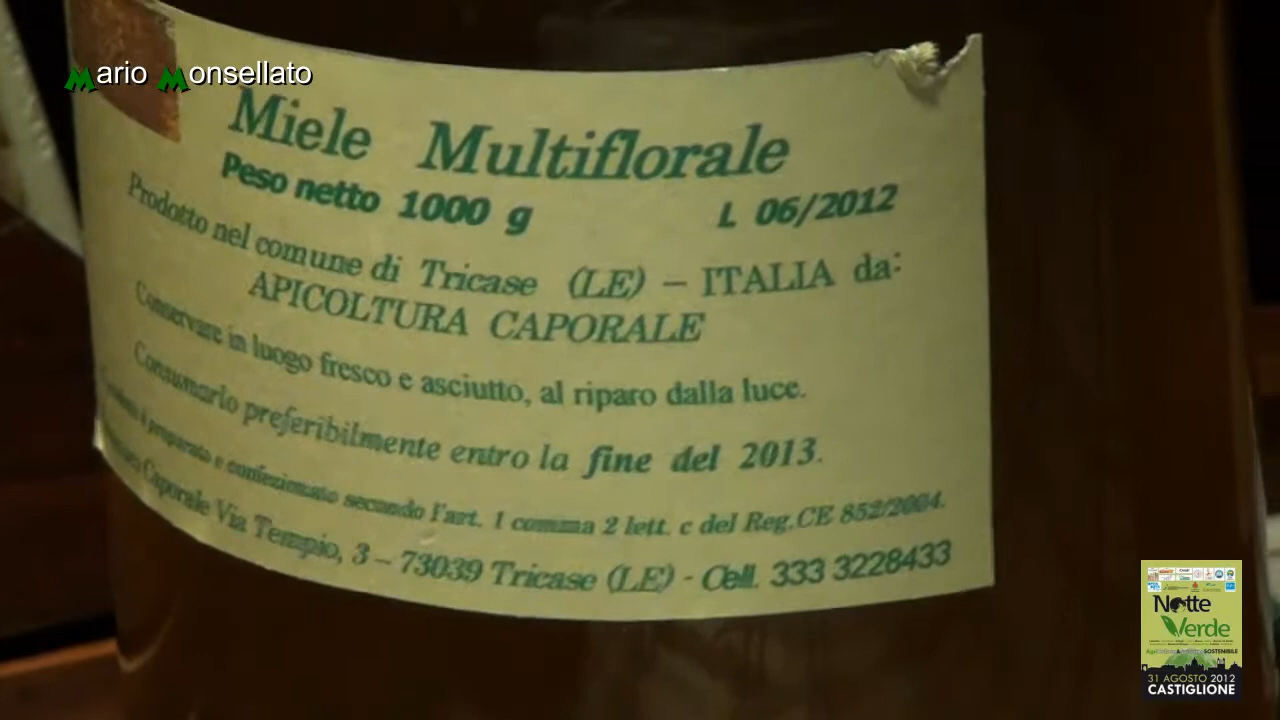 Mario Monsellato
Miele Multiflorale
Peso netto 1000 g L 06/2012
Prodotto nel comune di Tricase (LE) – ITALIA da:
APICOLTURA CAPORALE
Conservare in luogo fresco e asciutto, al riparo dalla luce.
Consumarlo preferibilmente entro la fine del 2013.
è preparato e confezionato secondo l'art. 1 comma 2 lett. c del Reg.CE 852/2004.
Caporale Via Tempio, 3 – 73039 Tricase (LE) - Cell. 333 3228433
Notte
Verde
SOSTENIBILE
31 AGOSTO 2012
CASTIGLIONE